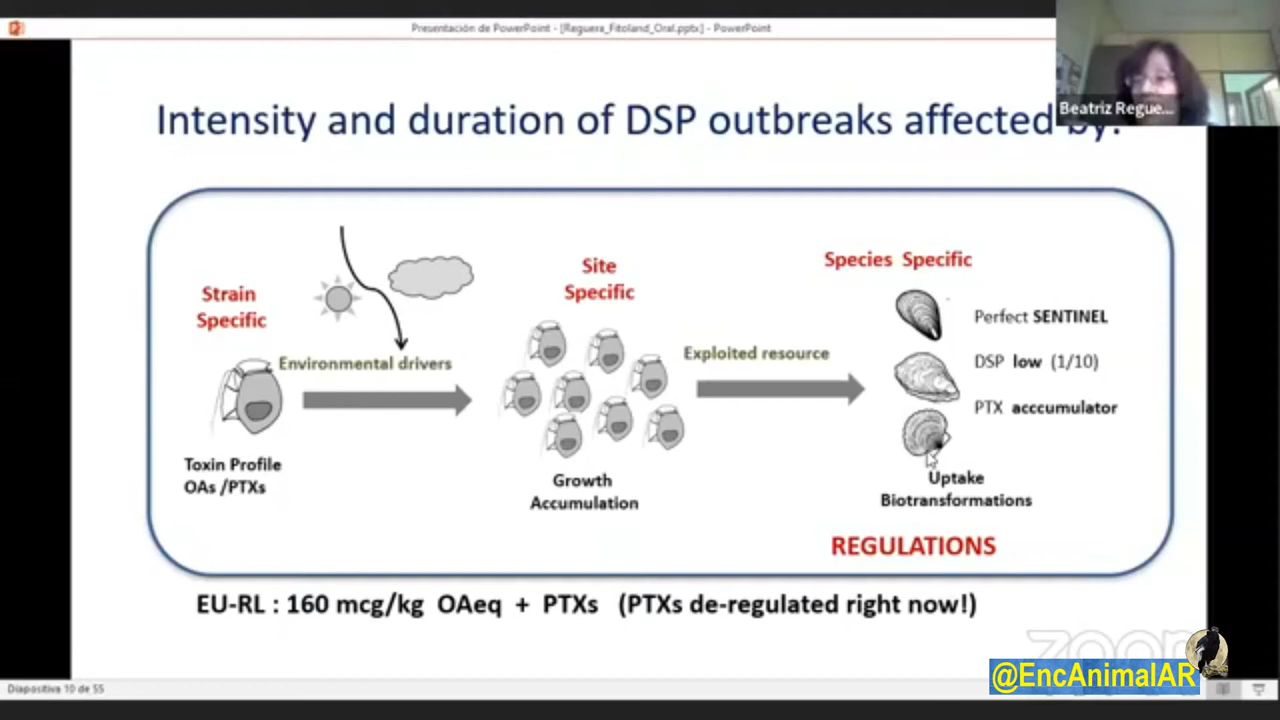 Presentación de PowerPoint - [Reguera_Fitoland_Oral.pptx] - PowerPoint
Beatriz Regue...
Intensity and duration of DSP outbreaks affected by:
Strain
Specific
Environmental drivers
Toxin Profile
OAs /PTXs
Site
Specific
Growth
Accumulation
Exploited resource
Species Specific
Perfect SENTINEL
DSP low (1/10)
PTX acccumulator
Uptake
Biotransformations
REGULATIONS
EU-RL : 160 mcg/kg OAeq + PTXs (PTXs de-regulated right now!)
zoom
@EncAnimalAR
Diapositiva 10 de 55